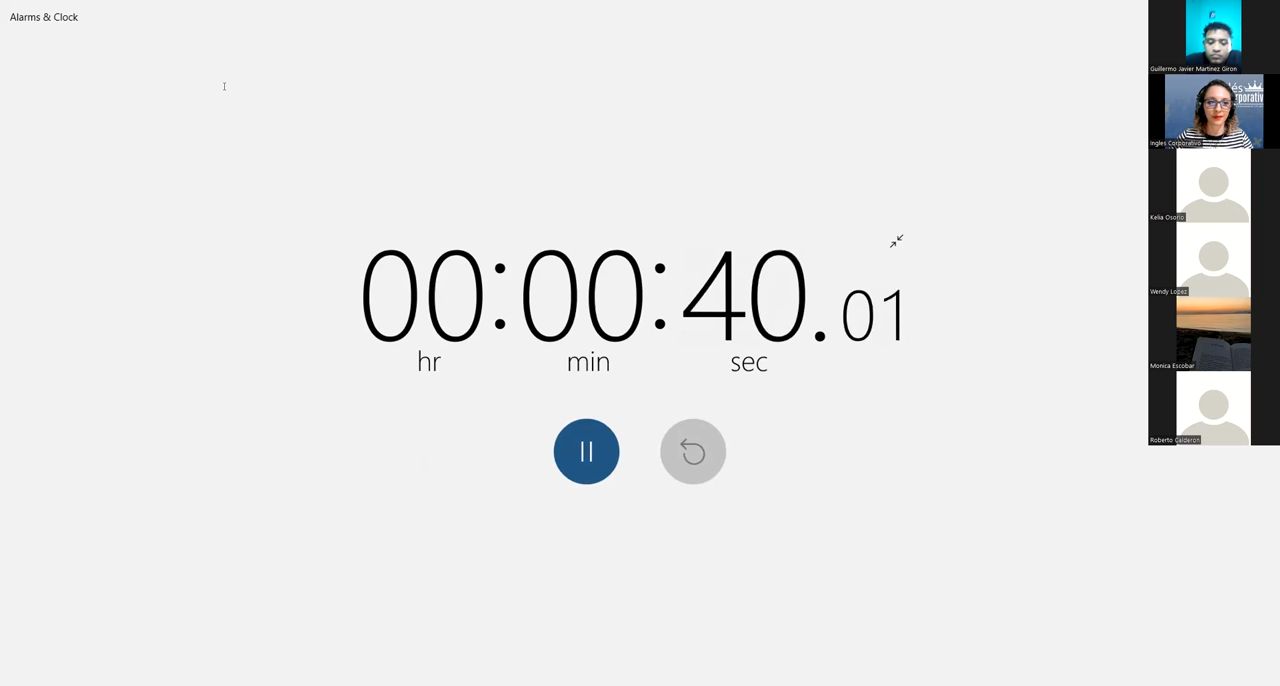 Alarms & Clock
00:00:40.01
hr min sec
Guillermo Javier Martinez Giron
Ingles Corporativo
Kelia Osorio
Wendy Lopez
Monica Escobar
Roberto Calderon